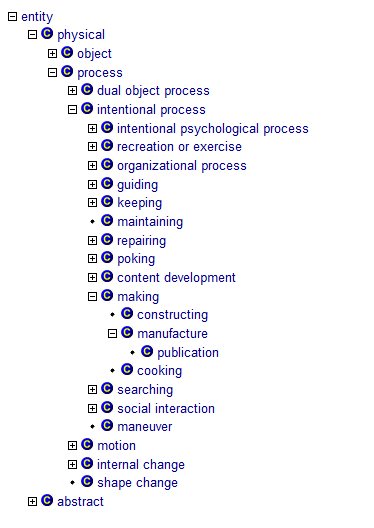 entity
physical
object
process
dual object process
intentional process
intentional psychological process
recreation or exercise
organizational process
guiding
keeping
maintaining
repairing
poking
content development
making
constructing
manufacture
publication
cooking
searching
social interaction
maneuver
motion
internal change
shape change
abstract